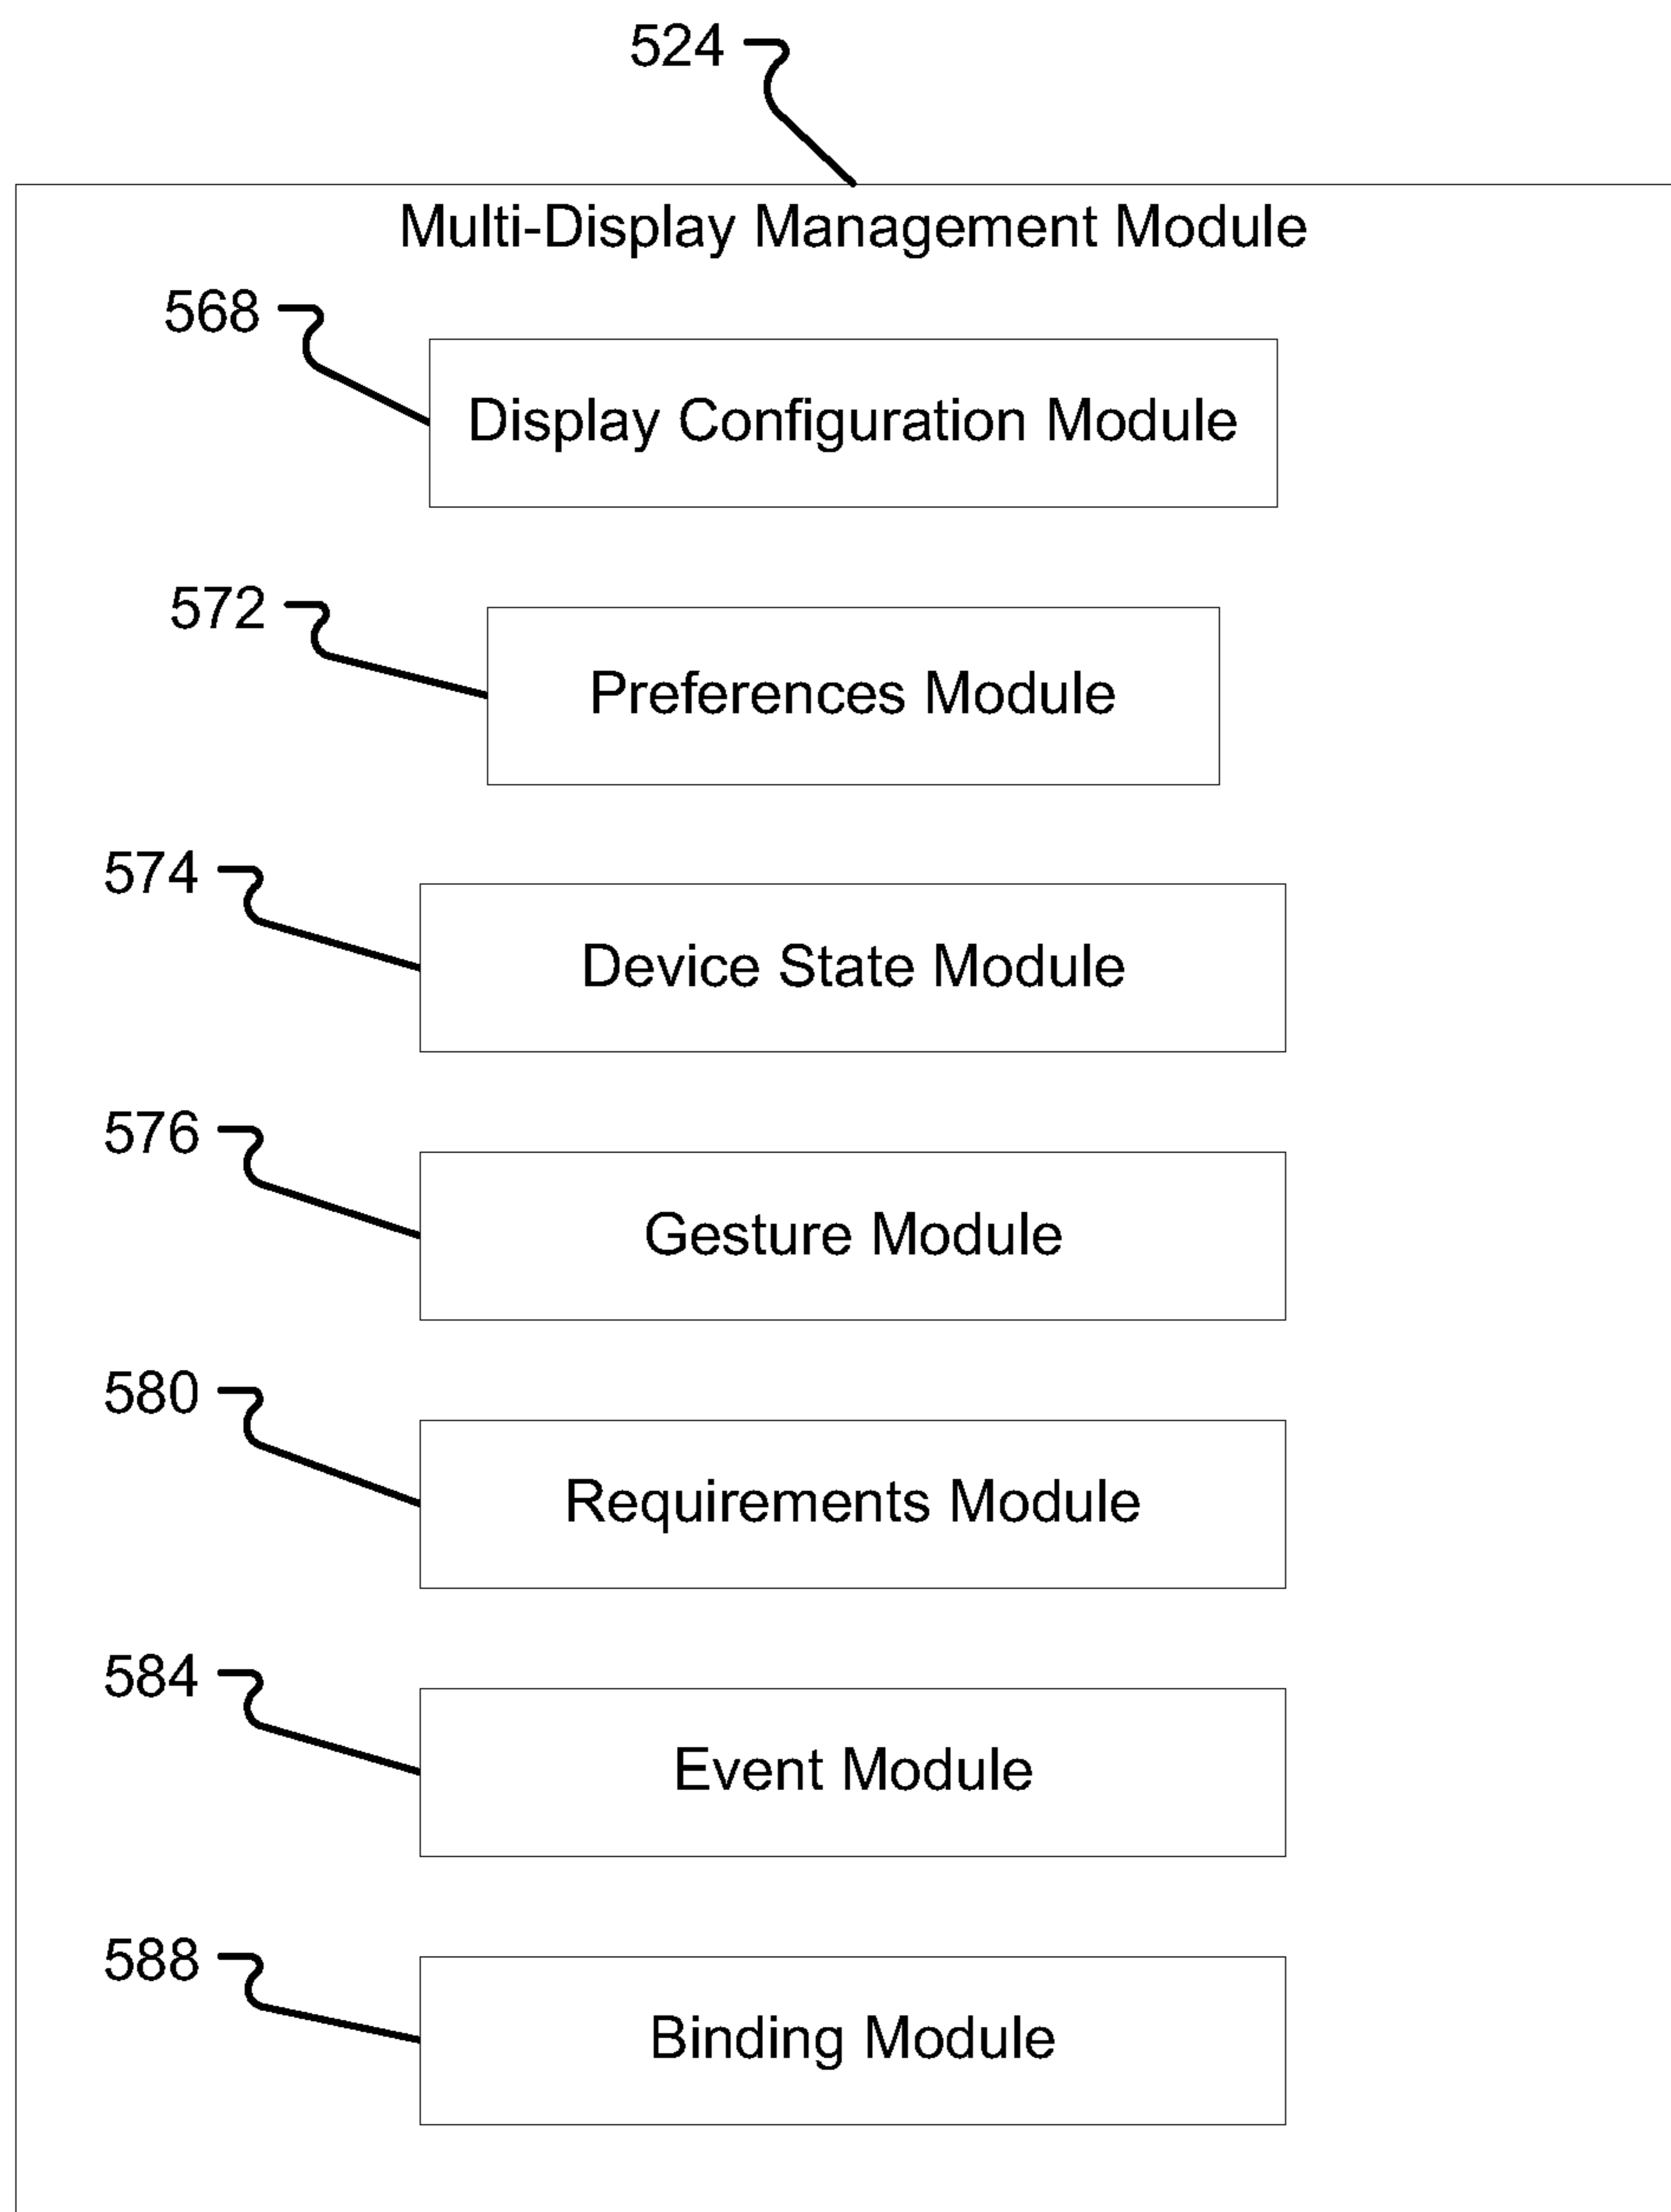 524
Multi-Display Management Module
568
Display Configuration Module
572
Preferences Module
574
Device State Module
576
Gesture Module
580
Requirements Module
584
Event Module
588
Binding Module